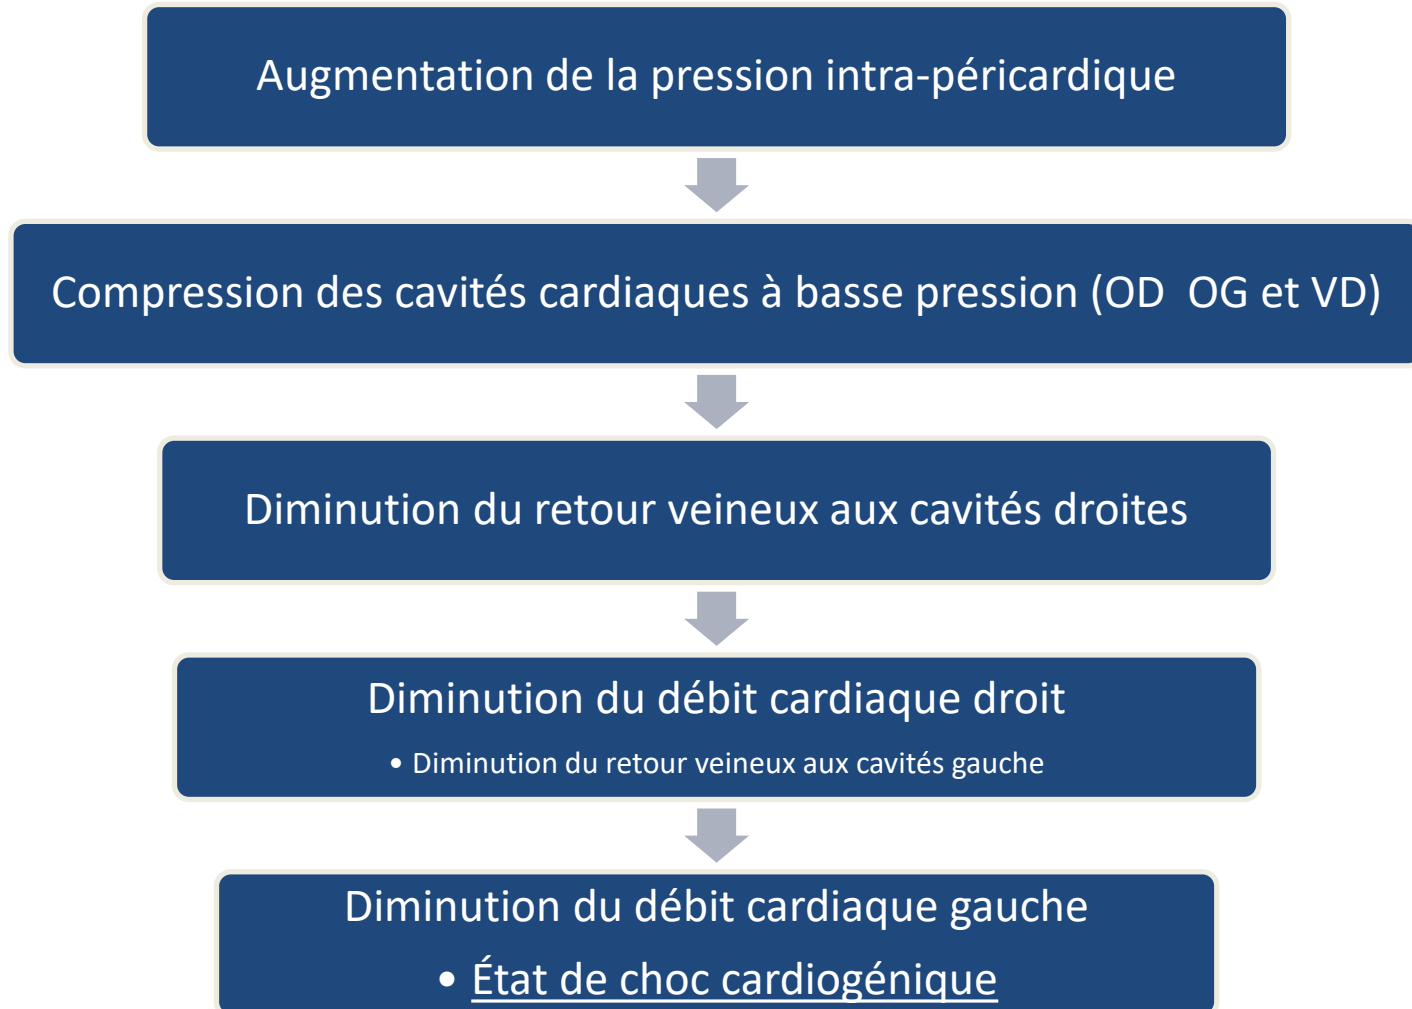 Augmentation de la pression intra-péricardique
Compression des cavités cardiaques à basse pression (OD  OG et VD)
Diminution du retour veineux aux cavités droites
Diminution du débit cardiaque droit
• Diminution du retour veineux aux cavités gauche
Diminution du débit cardiaque gauche
• État de choc cardiogénique